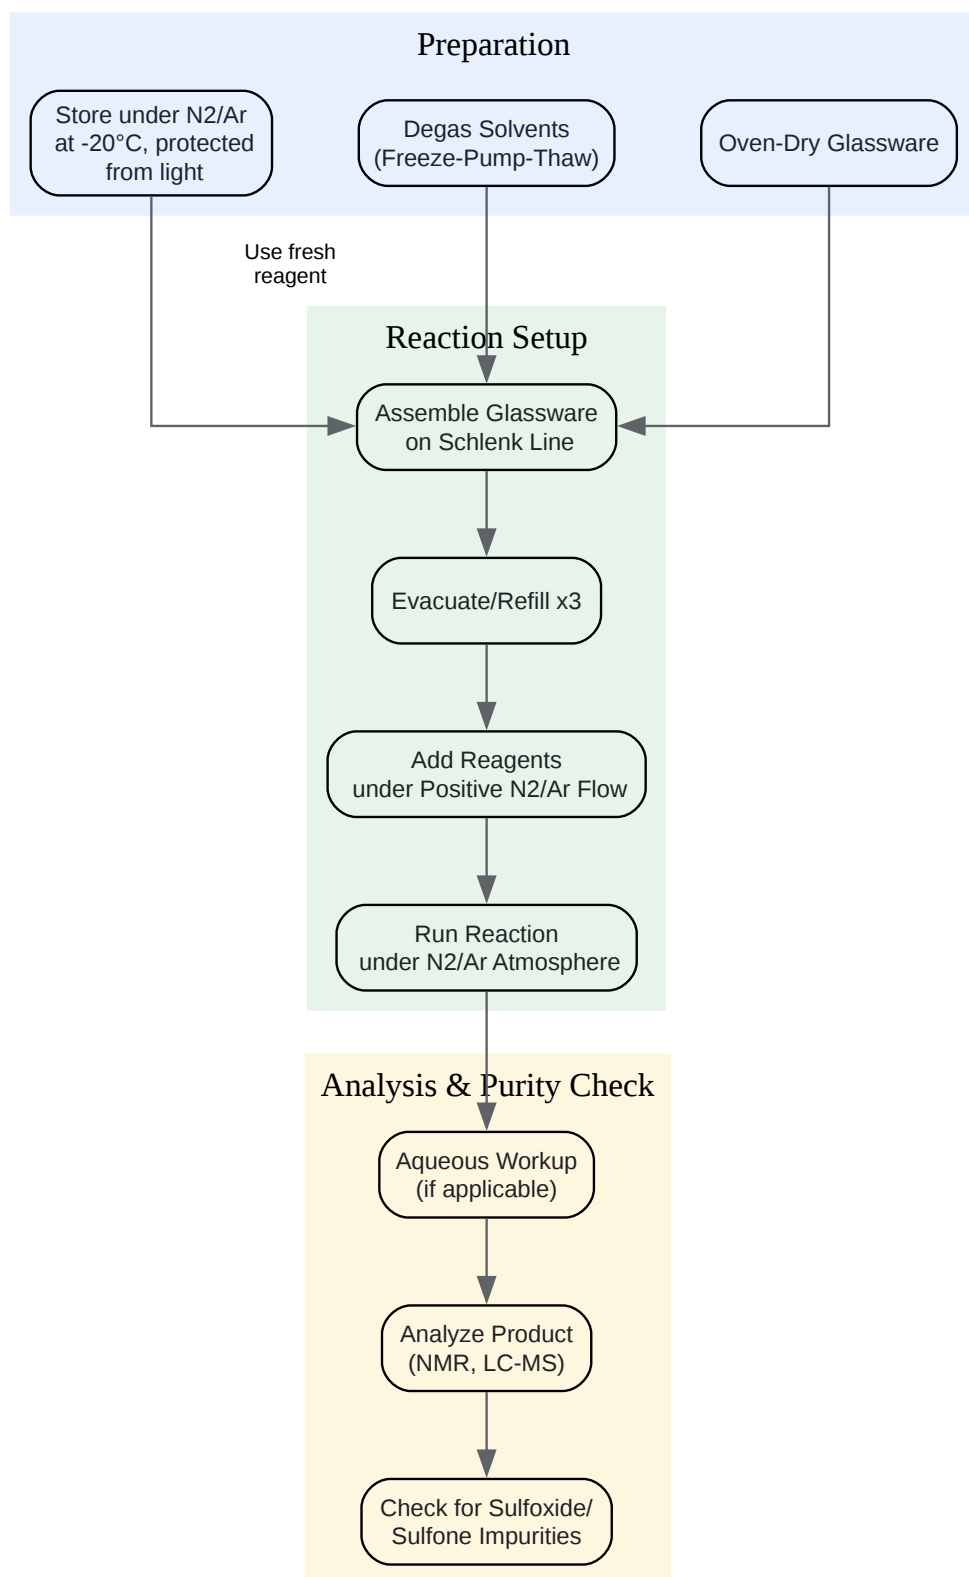 Preparation
Store under N2/Ar
at -20°C, protected
from light
Degas Solvents
(Freeze-Pump-Thaw)
Oven-Dry Glassware
Use fresh
reagent
Reaction Setup
Assemble Glassware
on Schlenk Line
Evacuate/Refill x3
Add Reagents
under Positive N2/Ar Flow
Run Reaction
under N2/Ar Atmosphere
Analysis & Purity Check
Aqueous Workup
(if applicable)
Analyze Product
(NMR, LC-MS)
Check for Sulfoxide/
Sulfone Impurities